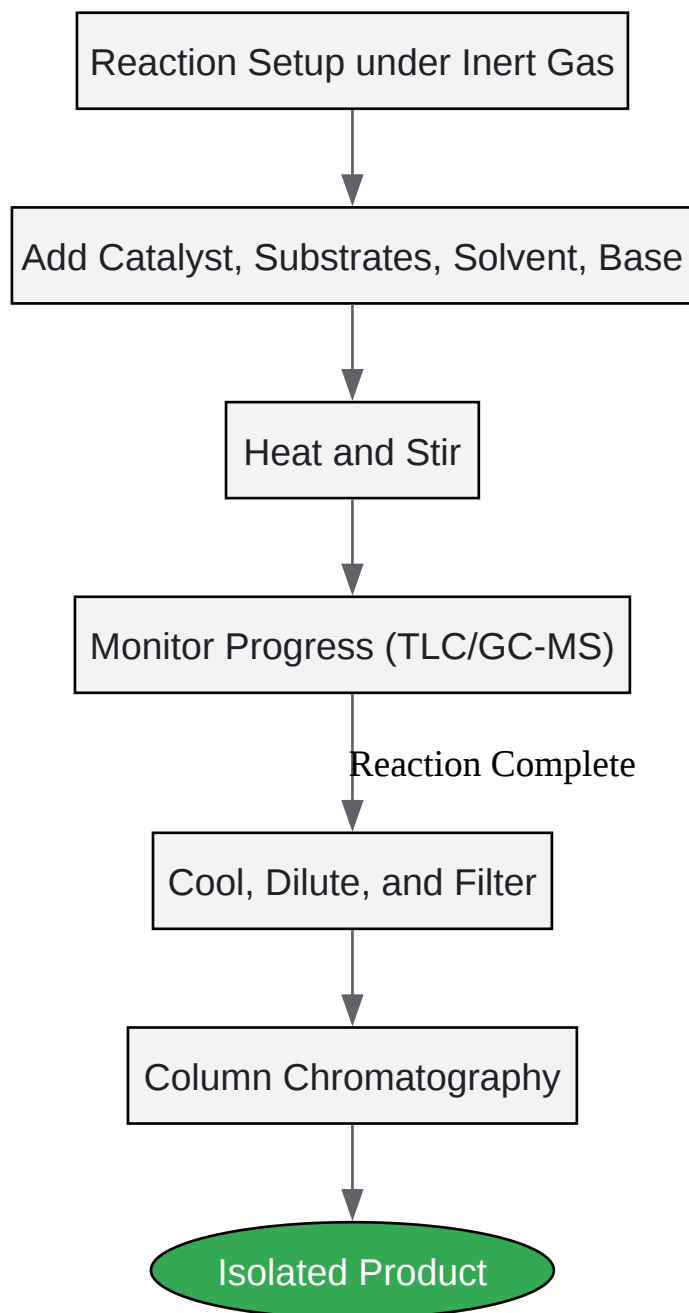 Reaction Setup under Inert Gas
Add Catalyst, Substrates, Solvent, Base
Heat and Stir
Monitor Progress (TLC/GC-MS)
Reaction Complete
Cool, Dilute, and Filter
Column Chromatography
Isolated Product